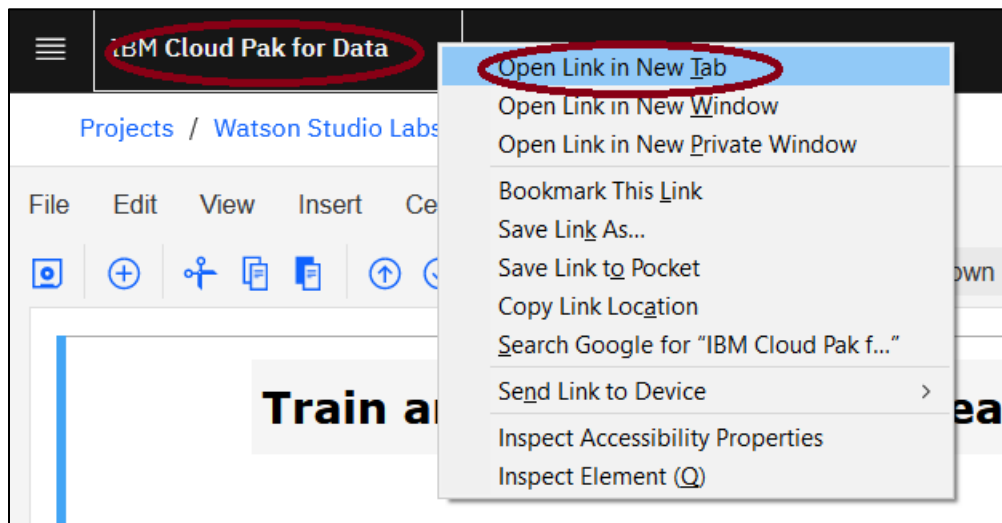 IBM Cloud Pak for Data
Open Link in New Tab
Open Link in New Window
Projects / Watson Studio Labs
Open Link in New Private Window
File Edit View Insert Ce
Bookmark This Link
Save Link As...
Save Link to Pocket
own
Copy Link Location
Search Google for “IBM Cloud Pak f...”
Send Link to Device
Train a
ea
Inspect Accessibility Properties
Inspect Element (Q)